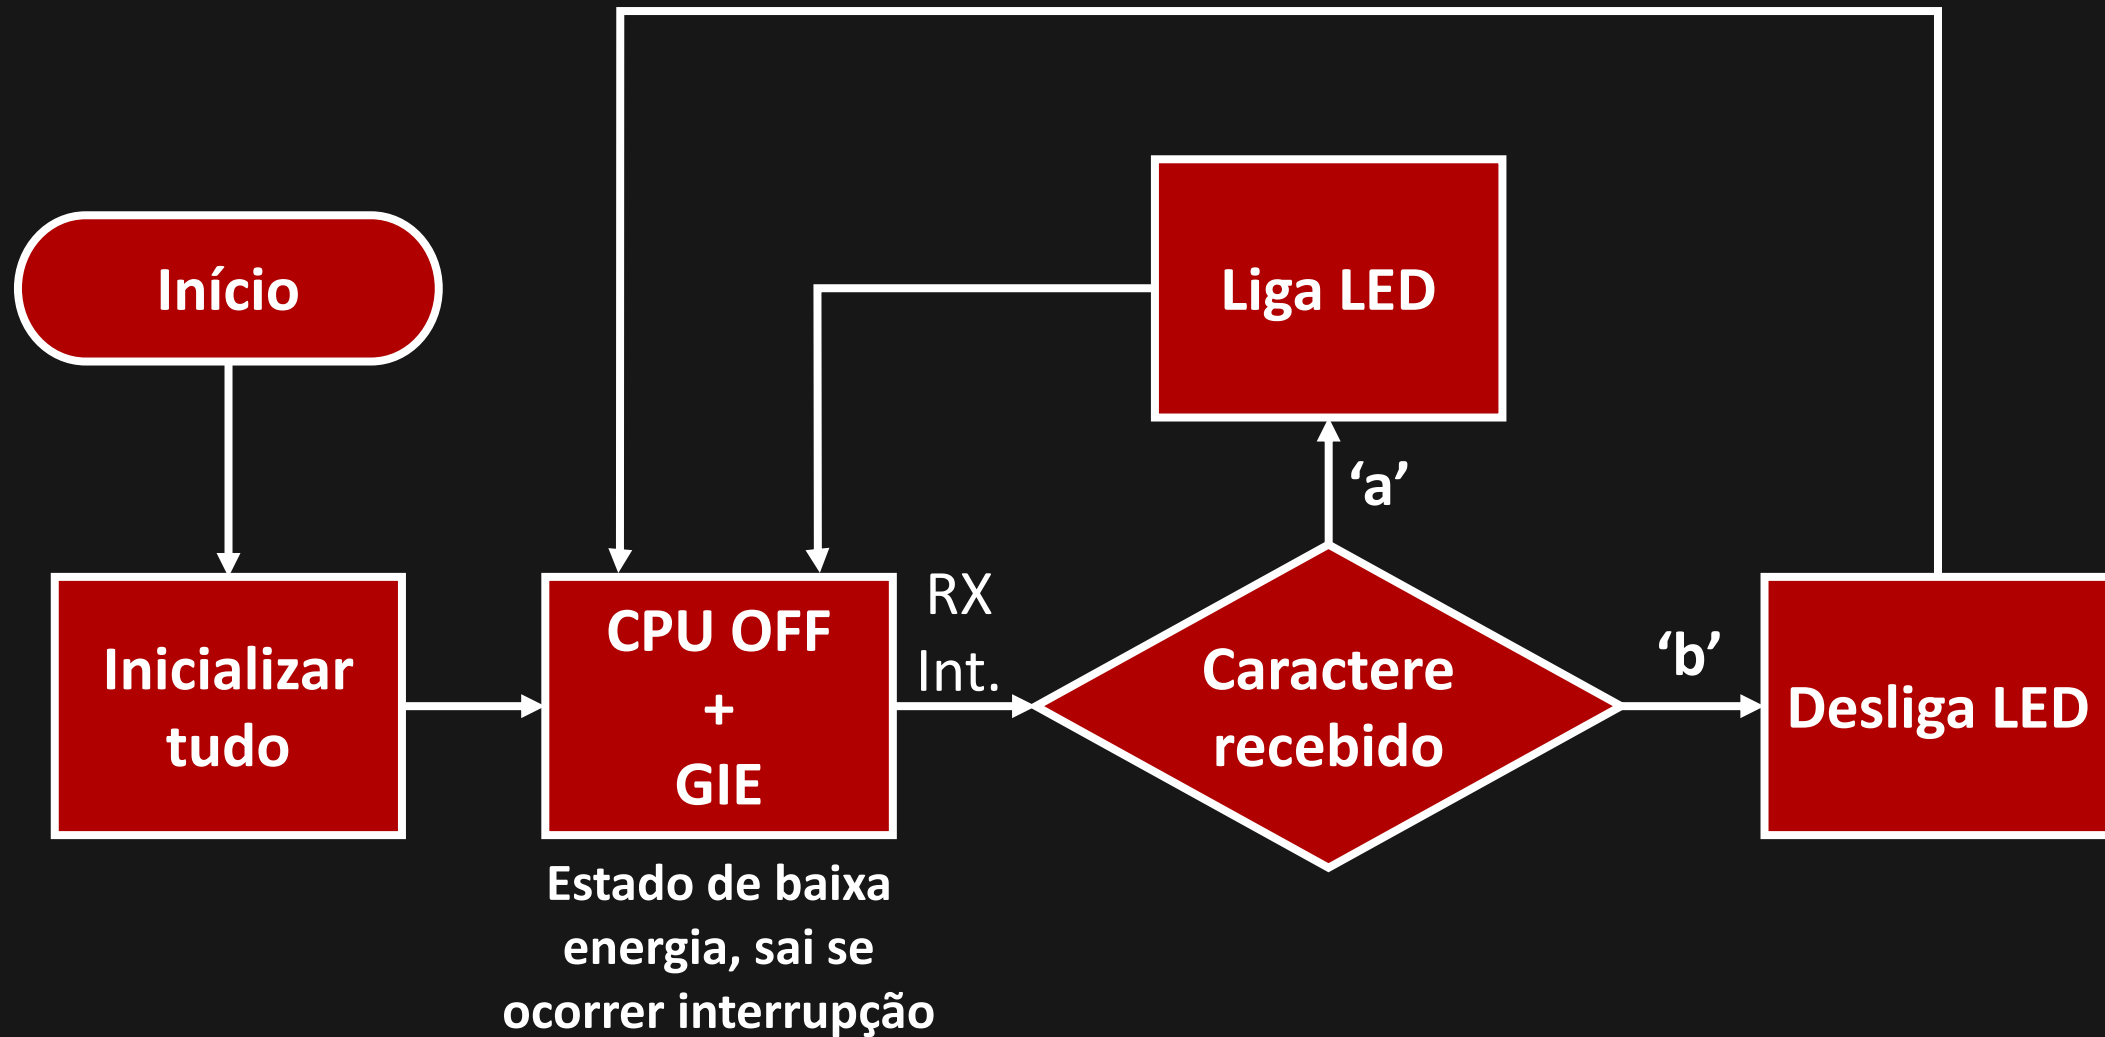 Início
Liga LED
‘a’
Inicializar
tudo
CPU OFF
+
GIE
RX
Int.
Caractere
recebido
‘b’
Desliga LED
Estado de baixa
energia, sai se
ocorrer interrupção